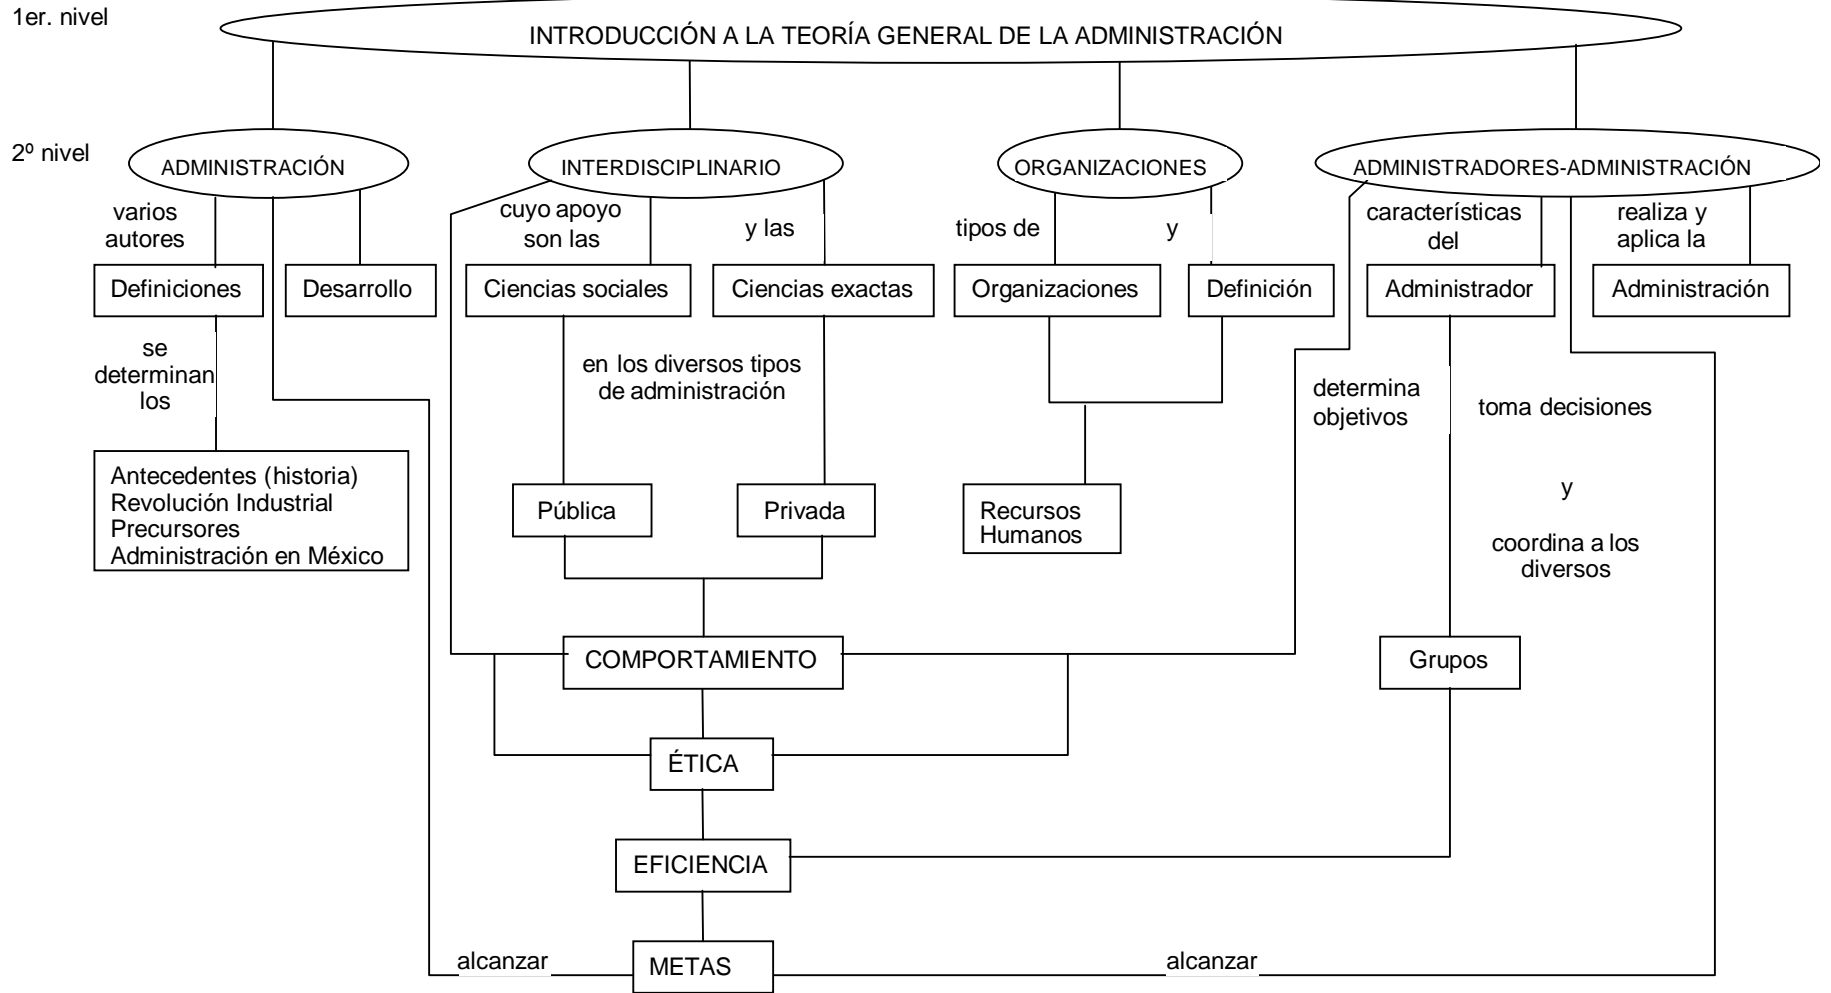 1er. nivel
INTRODUCCIÓN A LA TEORÍA GENERAL DE LA ADMINISTRACIÓN
2º nivel
ADMINISTRACIÓN
INTERDISCIPLINARIO
ORGANIZACIONES
ADMINISTRADORES-ADMINISTRACIÓN
varios
autores
cuyo apoyo
son las
y las
tipos de
y
características
del
realiza y
aplica la
Definiciones
Desarrollo
Ciencias sociales
Ciencias exactas
Organizaciones
Definición
Administrador
Administración
se
determinan
los
en los diversos tipos
de administración
determina
objetivos
toma decisiones
y
coordina a los
diversos
Antecedentes (historia)
Revolución Industrial
Precursores
Administración en México
Pública
Privada
Recursos
Humanos
COMPORTAMIENTO
Grupos
ÉTICA
EFICIENCIA
alcanzar
METAS
alcanzar